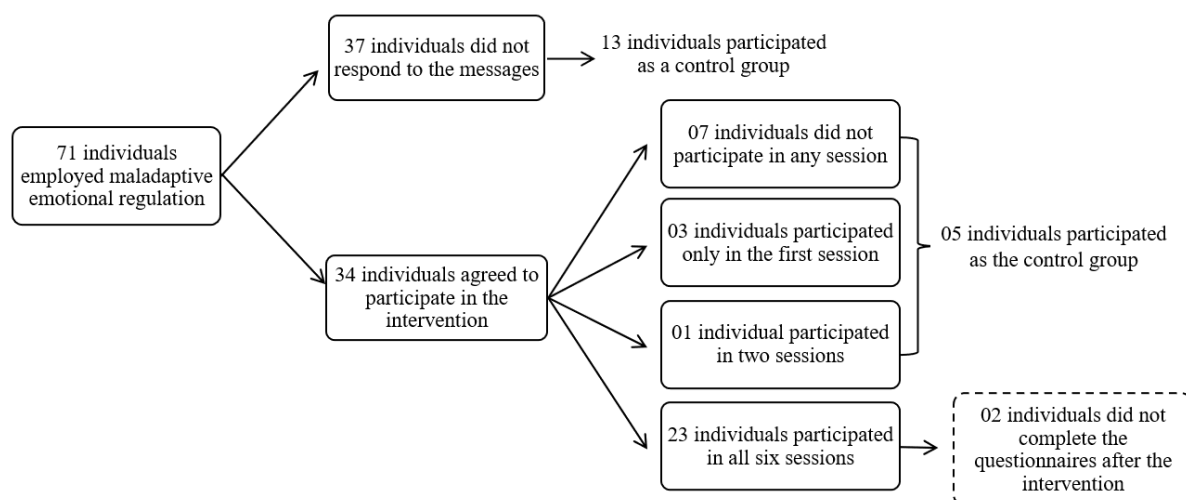 71 individuals
employed maladaptive
emotional regulation
37 individuals did not
respond to the messages
13 individuals participated
as a control group
34 individuals agreed to
participate in the
intervention
07 individuals did not
participate in any session
03 individuals participated
only in the first session
01 individual participated
in two sessions
05 individuals participated
as the control group
23 individuals participated
in all six sessions
02 individuals did not
complete the
questionnaires after the
intervention